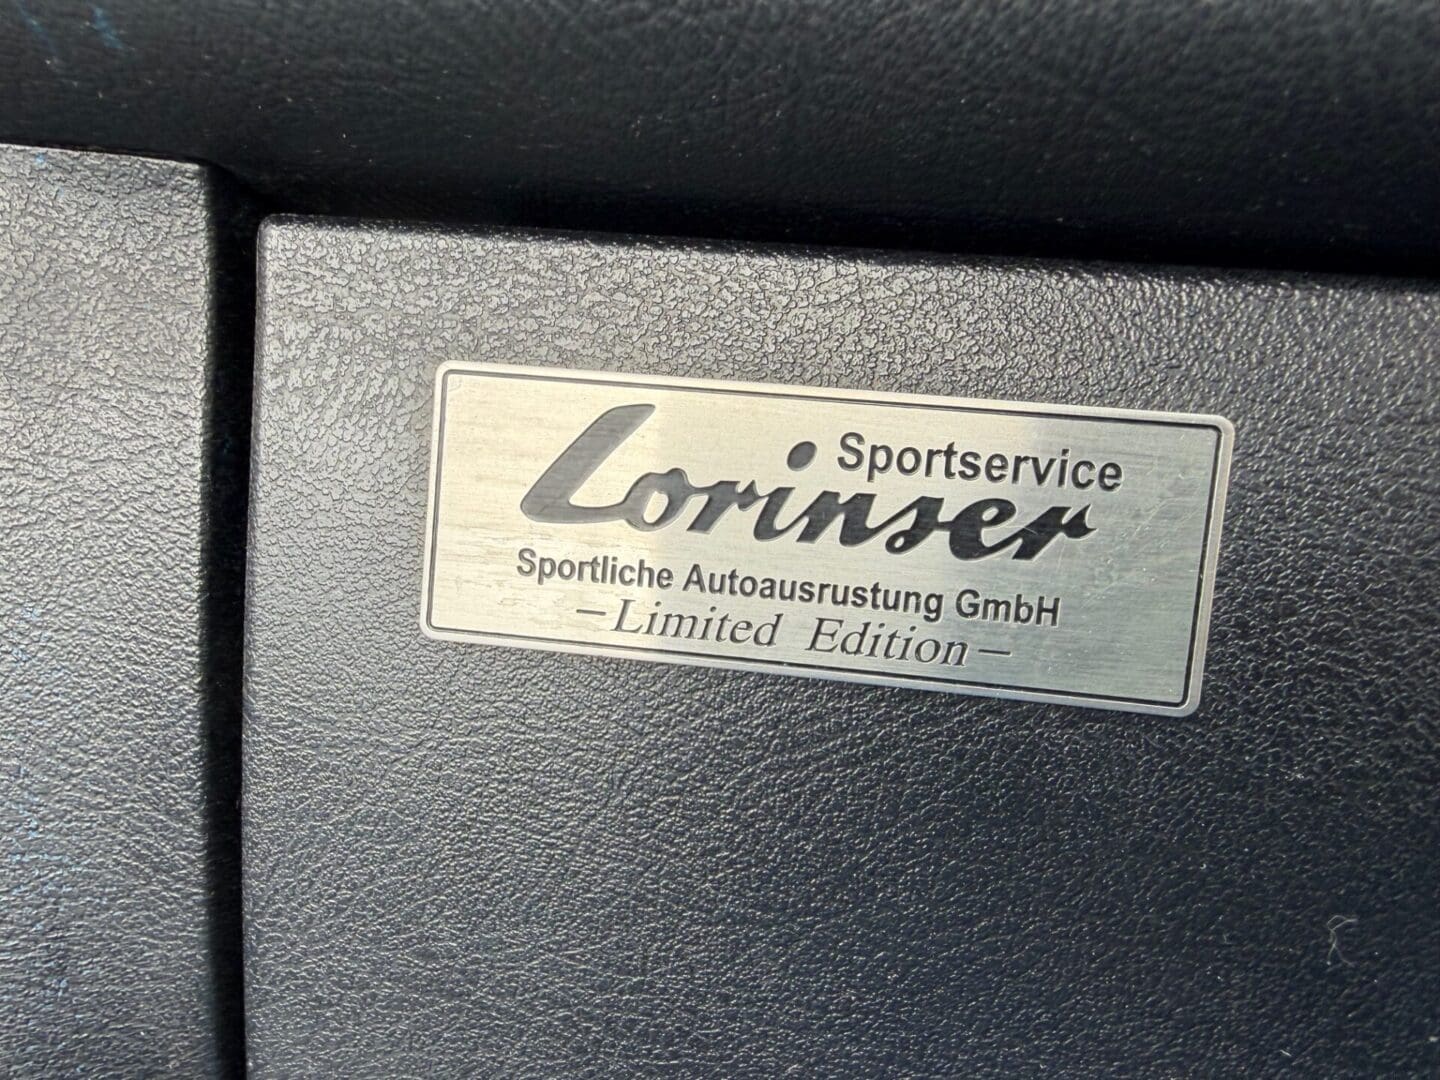 Sportservice
Lorinser
Sportliche Autoausrustung GmbH
-Limited Edition-